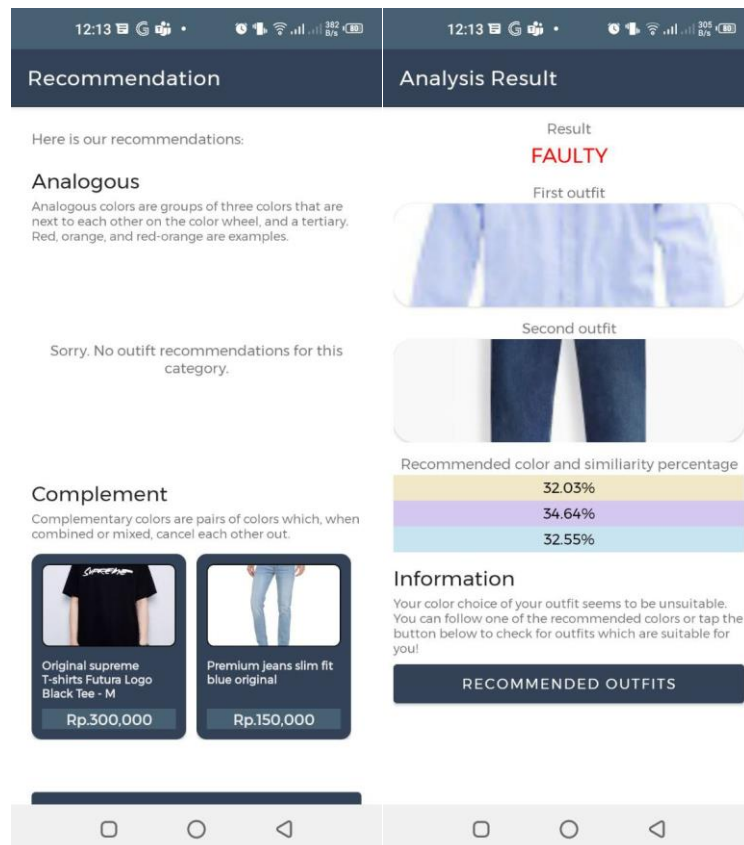 12:13
382
B/s
80
Recommendation
Here is our recommendations:
Analogous
Analogous colors are groups of three colors that are
next to each other on the color wheel, and a tertiary.
Red, orange, and red-orange are examples.
Sorry. No outift recommendations for this
category.
Complement
Complementary colors are pairs of colors which, when
combined or mixed, cancel each other out.
SUPREME
Original supreme
T-shirts Futura Logo
Black Tee - M
Rp.300,000
Premium jeans slim fit
blue original
Rp.150,000
12:13
305
B/s
80
Analysis Result
Result
FAULTY
First outfit
Second outfit
Recommended color and similiarity percentage
32.03%
34.64%
32.55%
Information
Your color choice of your outfit seems to be unsuitable.
You can follow one of the recommended colors or tap the
button below to check for outfits which are suitable for
you!
RECOMMENDED OUTFITS